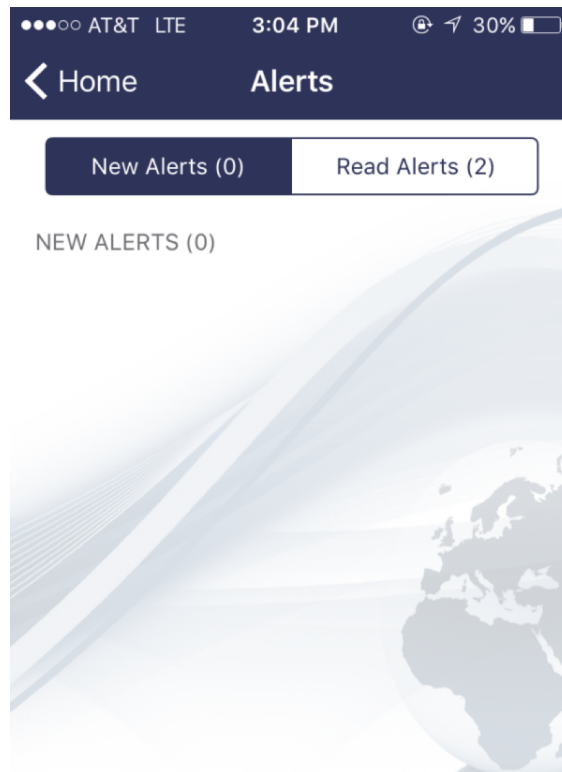 AT&T LTE 3:04 PM 30%
Home Alerts
New Alerts (0) Read Alerts (2)
NEW ALERTS (0)